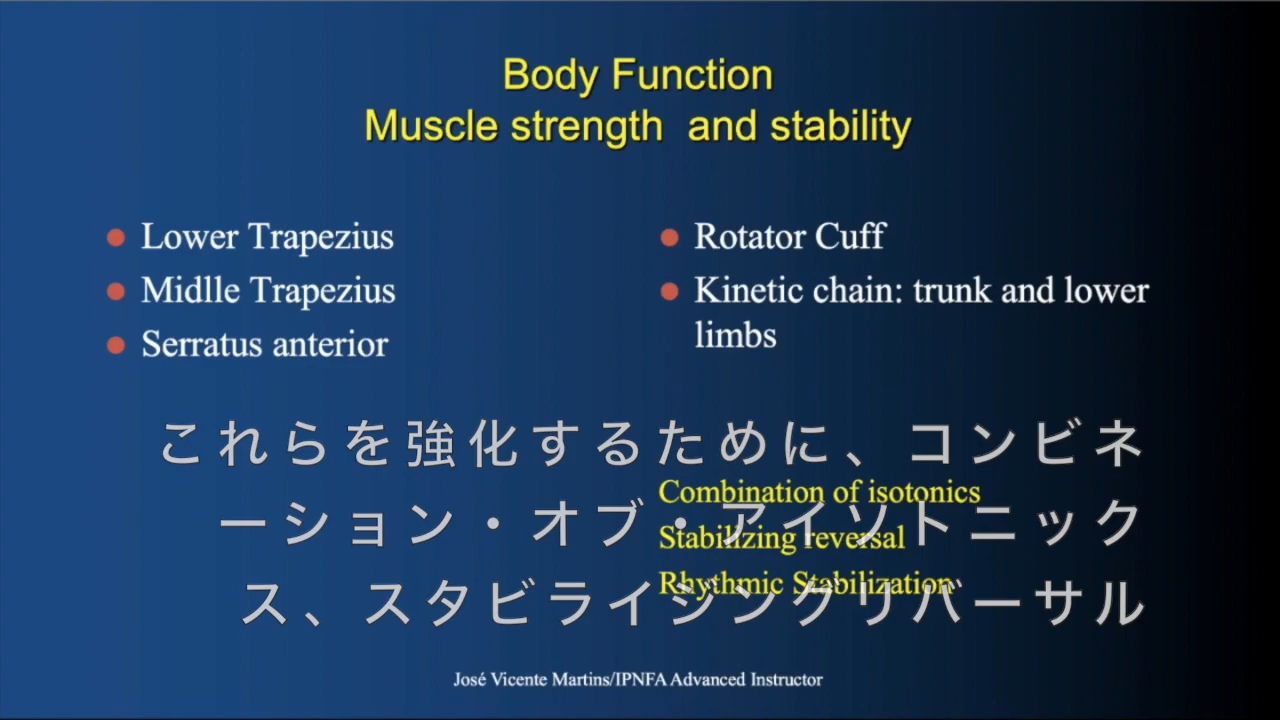 Body Function
Muscle strength and stability
Lower Trapezius
Midlle Trapezius
Serratus anterior
Rotator Cuff
Kinetic chain: trunk and lower
limbs
これらを強化するために、コンビネ
ーション・オブ・アイソトニック
ス、スタビライジングリバーサル
Combination of isotonics
Stabilizing reversal
Rhythmic Stabilization
José Vicente Martins/IPNFA Advanced Instructor